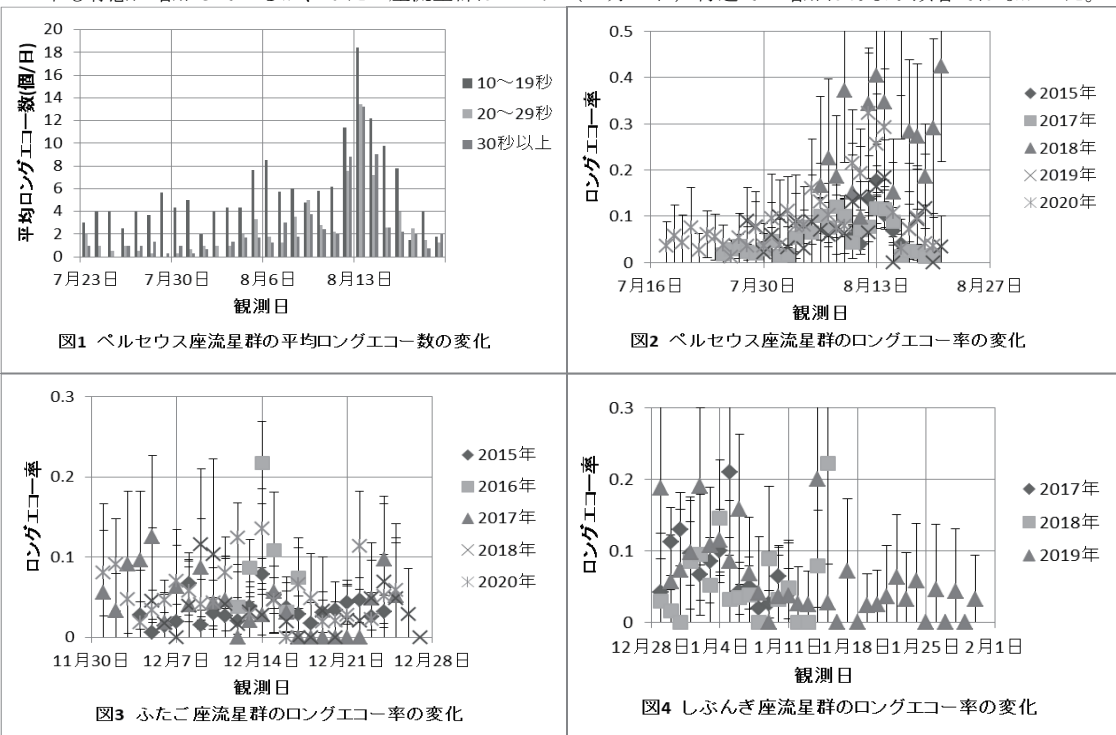 20
18
16
14
12
10
8
6
4
2
0
平均ロングエコー数(個/日)
7月23日 7月30日 8月6日 8月13日
観測日
10～19秒
20～29秒
30秒以上
図1 ペルセウス座流星群の平均ロングエコー数の変化
0.5
0.4
0.3
0.2
0.1
0
ロングエコー率
7月16日 7月30日 8月13日 8月27日
観測日
2015年
2017年
2018年
2019年
2020年
図2 ペルセウス座流星群のロングエコー率の変化
0.3
0.2
0.1
0
ロングエコー率
11月30日 12月7日 12月14日 12月21日 12月28日
観測日
2015年
2016年
2017年
2018年
2020年
図3 ふたご座流星群のロングエコー率の変化
0.3
0.2
0.1
0
ロングエコー率
12月28日 1月4日 1月11日 1月18日 1月25日 2月1日
観測日
2017年
2018年
2019年
図4 しぶんぎ座流星群のロングエコー率の変化